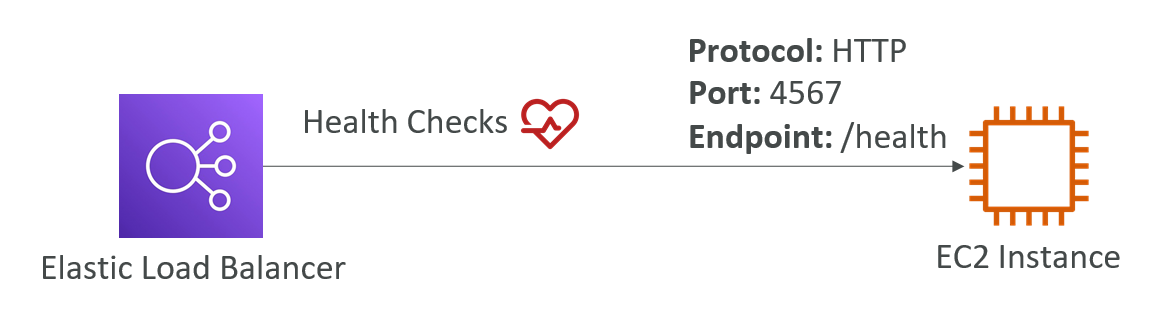 Protocol: HTTP
Port: 4567
Endpoint: /health
Health Checks
Elastic Load Balancer
EC2 Instance